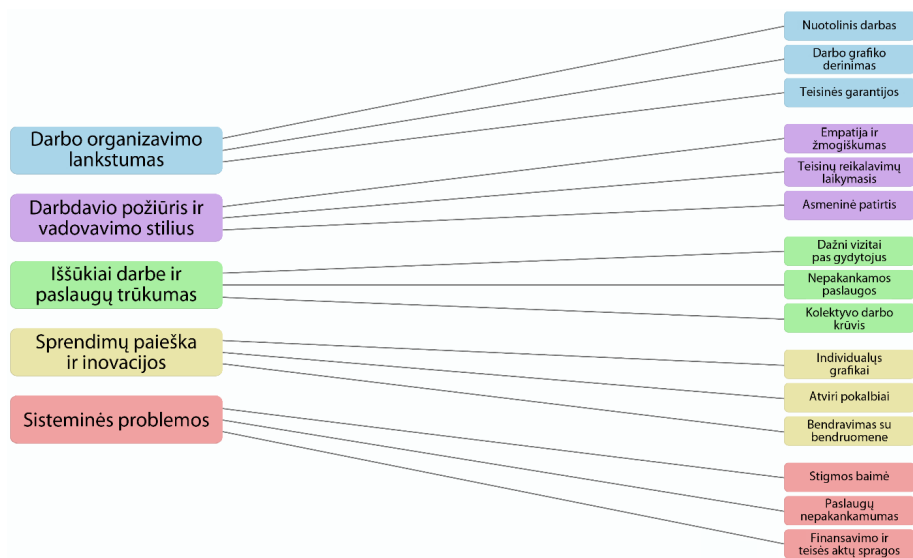 Darbo organizavimo
lankstumas
Nuotolinis darbas
Darbo grafiko
derinimas
Teisinės garantijos
Darbdavio požiūris ir
vadovavimo stilius
Empatija ir
žmogiškumas
Teisinų reikalavimų
laikymasis
Asmeninė patirtis
Iššūkiai darbe ir
paslaugų trūkumas
Dažni vizitai
pas gydytojus
Nepakankamos
paslaugos
Kolektyvo darbo
krūvis
Sprendimų paieška
ir inovacijos
Individualųs
grafikai
Atviri pokalbiai
Bendravimas su
bendruomene
Sisteminės problemos
Stigmos baimė
Paslaugų
nepakankamumas
Finansavimo ir
teisės aktų spragos